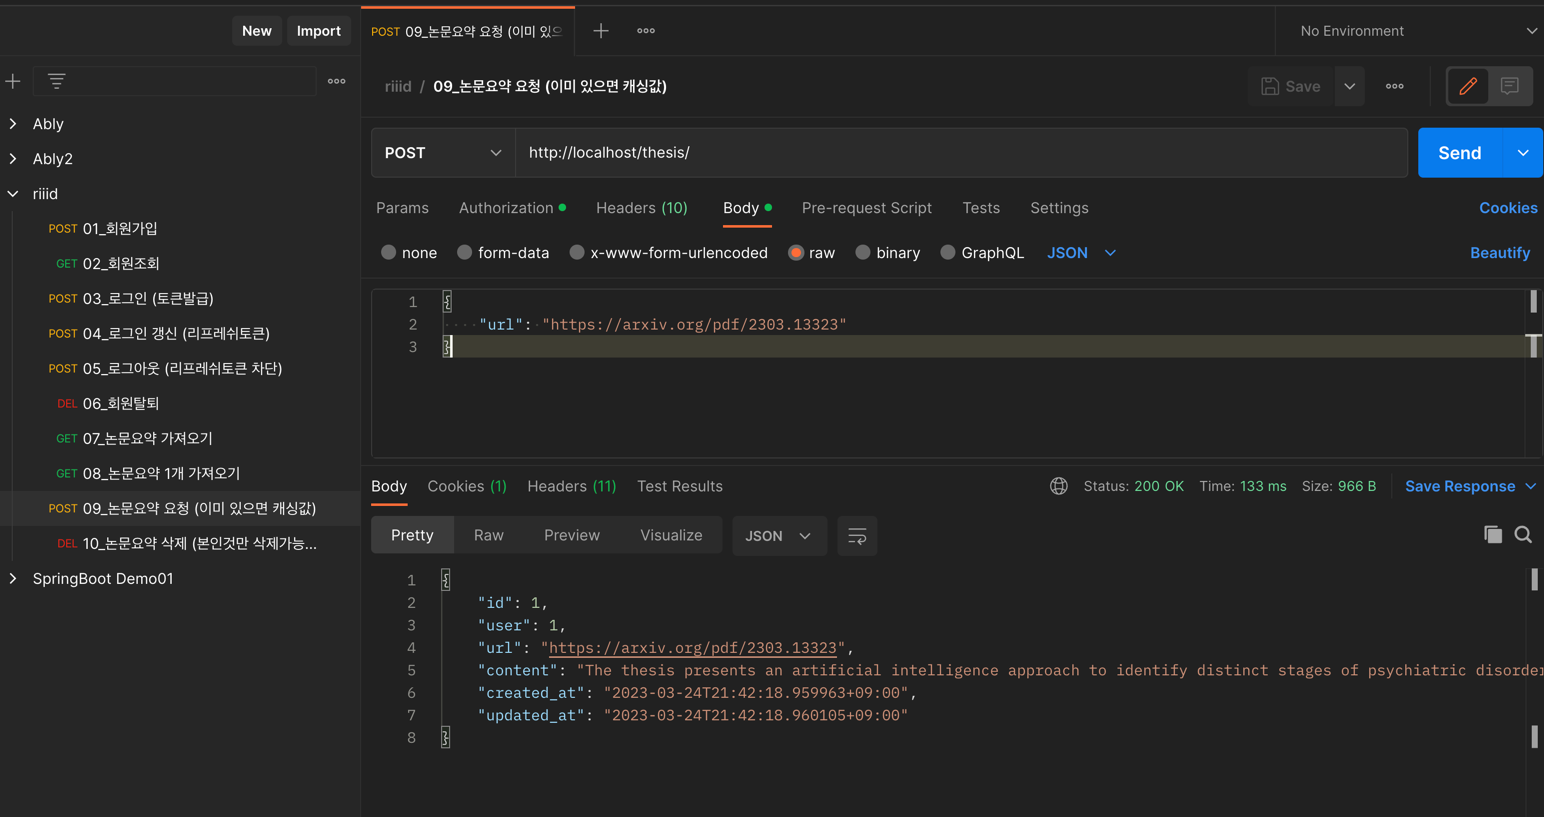 New Import
Ably
Ably2
riiid
POST 01_회원가입
GET 02_회원조회
POST 03_로그인 (토큰발급)
POST 04_로그인 갱신 (리프레쉬토큰)
POST 05_로그아웃 (리프레쉬토큰 차단)
DEL 06_회원탈퇴
GET 07_논문요약 가져오기
GET 08_논문요약 1개 가져오기
POST 09_논문요약 요청 (이미 있으면 캐싱값)
DEL 10_논문요약 삭제 (본인것만 삭제가능...
SpringBoot Demo01
POST 09_논문요약 요청 (이미 있으
No Environment
riiid / 09_논문요약 요청 (이미 있으면 캐싱값)
Save
POST http://localhost/thesis/ Send
Params Authorization Headers (10) Body Pre-request Script Tests Settings Cookies
none form-data x-www-form-urlencoded raw binary GraphQL JSON Beautify
1 {
2 "url": "https://arxiv.org/pdf/2303.13323"
3 }
Body Cookies (1) Headers (11) Test Results Status: 200 OK Time: 133 ms Size: 966 B Save Response
Pretty Raw Preview Visualize JSON
1 {
2 "id": 1,
3 "user": 1,
4 "url": "https://arxiv.org/pdf/2303.13323",
5 "content": "The thesis presents an artificial intelligence approach to identify distinct stages of psychiatric disorder
6 "created_at": "2023-03-24T21:42:18.959963+09:00",
7 "updated_at": "2023-03-24T21:42:18.960105+09:00"
8 }